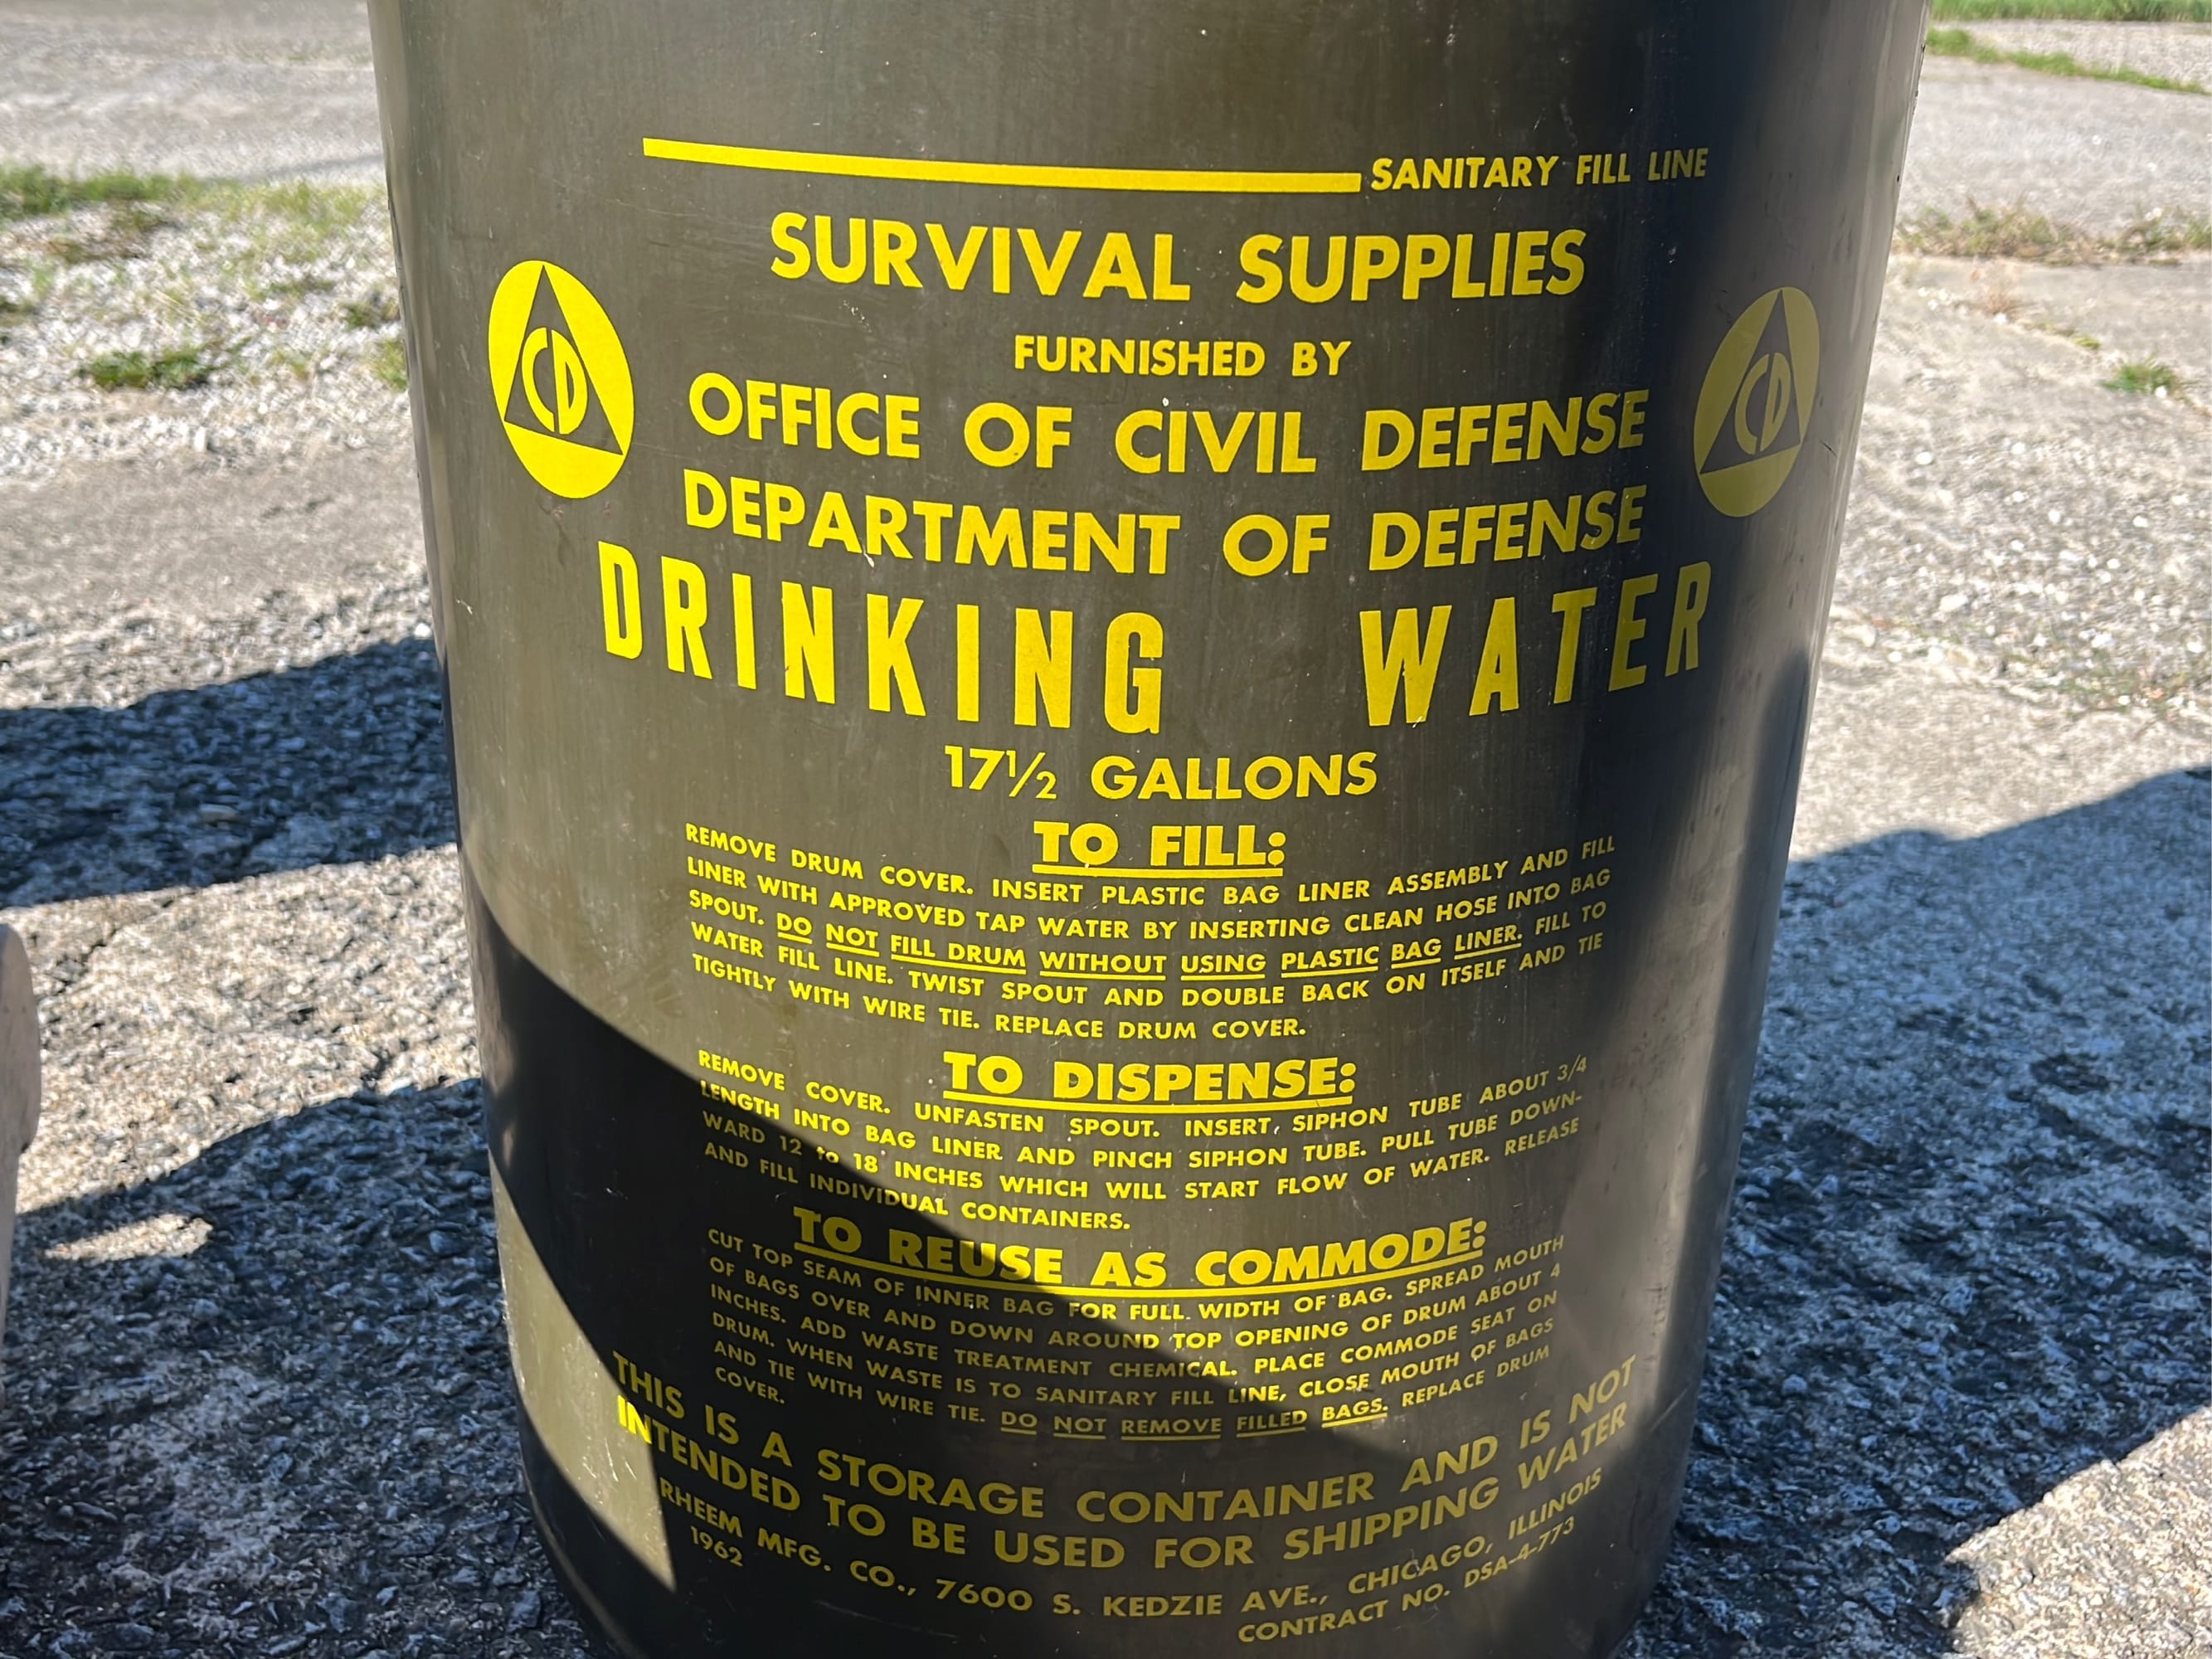 SANITARY FILL LINE
SURVIVAL SUPPLIES
FURNISHED BY
CD
CD
OFFICE OF CIVIL DEFENSE
DEPARTMENT OF DEFENSE
DRINKING WATER
17½ GALLONS
TO FILL:
REMOVE DRUM COVER. INSERT PLASTIC BAG LINER ASSEMBLY AND FILL
LINER WITH APPROVED TAP WATER BY INSERTING CLEAN HOSE INTO BAG
SPOUT. DO NOT FILL DRUM WITHOUT USING PLASTIC BAG LINER. FILL TO
WATER FILL LINE. TWIST SPOUT AND DOUBLE BACK ON ITSELF AND TIE
TIGHTLY WITH WIRE TIE. REPLACE DRUM COVER.
TO DISPENSE:
REMOVE COVER. UNFASTEN SPOUT. INSERT SIPHON TUBE ABOUT 3/4
LENGTH INTO BAG LINER AND PINCH SIPHON TUBE. PULL TUBE DOWN-
WARD 12 to 18 INCHES WHICH WILL START FLOW OF WATER. RELEASE
AND FILL INDIVIDUAL CONTAINERS.
TO REUSE AS COMMODE:
CUT TOP SEAM OF INNER BAG FOR FULL WIDTH OF BAG. SPREAD MOUTH
OF BAGS OVER AND DOWN AROUND TOP OPENING OF DRUM ABOUT 4
INCHES. ADD WASTE TREATMENT CHEMICAL. PLACE COMMODE SEAT ON
DRUM. WHEN WASTE IS TO SANITARY FILL LINE, CLOSE MOUTH OF BAGS
AND TIE WITH WIRE TIE. DO NOT REMOVE FILLED BAGS. REPLACE DRUM
COVER.
THIS IS A STORAGE CONTAINER AND IS NOT
INTENDED TO BE USED FOR SHIPPING WATER
RHEEM MFG. CO., 7600 S. KEDZIE AVE., CHICAGO, ILLINOIS
1962 CONTRACT NO. DSA-4-773